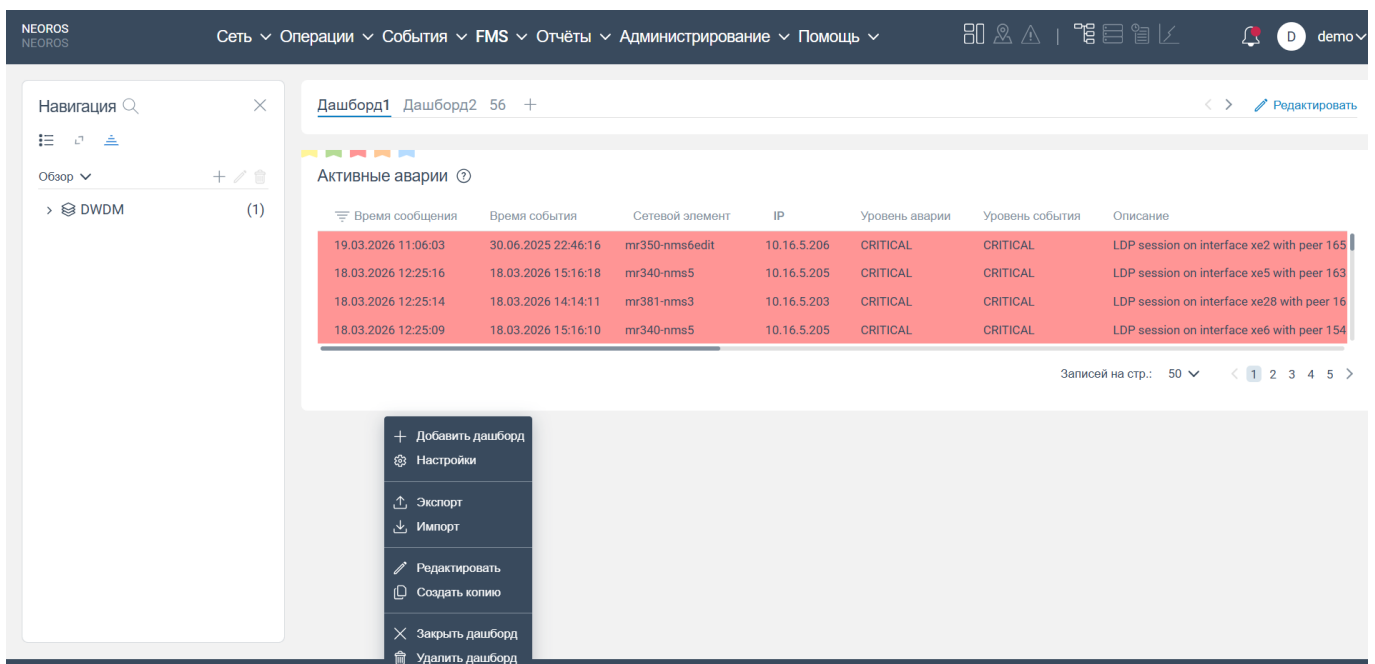 NEOROS
NEOROS
Сеть Операции События FMS Отчёты Администрирование Помощь
D demo
Навигация
Обзор
DWDM (1)
Дашборд1 Дашборд2 56 Редактировать
Активные аварии ?
Время сообщения Время события Сетевой элемент IP Уровень аварии Уровень события Описание
19.03.2026 11:06:03 30.06.2025 22:46:16 mr350-nms6edit 10.16.5.206 CRITICAL CRITICAL LDP session on interface xe2 with peer 165
18.03.2026 12:25:16 18.03.2026 15:16:18 mr340-nms5 10.16.5.205 CRITICAL CRITICAL LDP session on interface xe5 with peer 163
18.03.2026 12:25:14 18.03.2026 14:14:11 mr381-nms3 10.16.5.203 CRITICAL CRITICAL LDP session on interface xe28 with peer 16
18.03.2026 12:25:09 18.03.2026 15:16:10 mr340-nms5 10.16.5.205 CRITICAL CRITICAL LDP session on interface xe6 with peer 154
Записей на стр.: 50 < 1 2 3 4 5 >
Добавить дашборд
Настройки
Экспорт
Импорт
Редактировать
Создать копию
Закрыть дашборд
Удалить дашборд